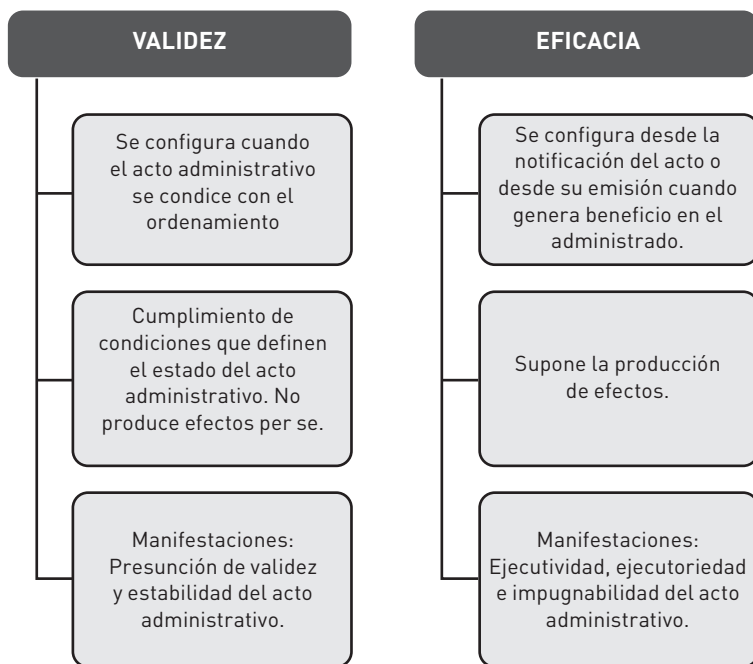 VALIDEZ
Se configura cuando
el acto administrativo
se condice con el
ordenamiento
Cumplimiento de
condiciones que definen
el estado del acto
administrativo. No
produce efectos per se.
Manifestaciones:
Presunción de validez
y estabilidad del acto
administrativo.
EFICACIA
Se configura desde la
notificación del acto o
desde su emisión cuando
genera beneficio en el
administrado.
Supone la producción
de efectos.
Manifestaciones:
Ejecutividad, ejecutoriedad
e impugnabilidad del acto
administrativo.